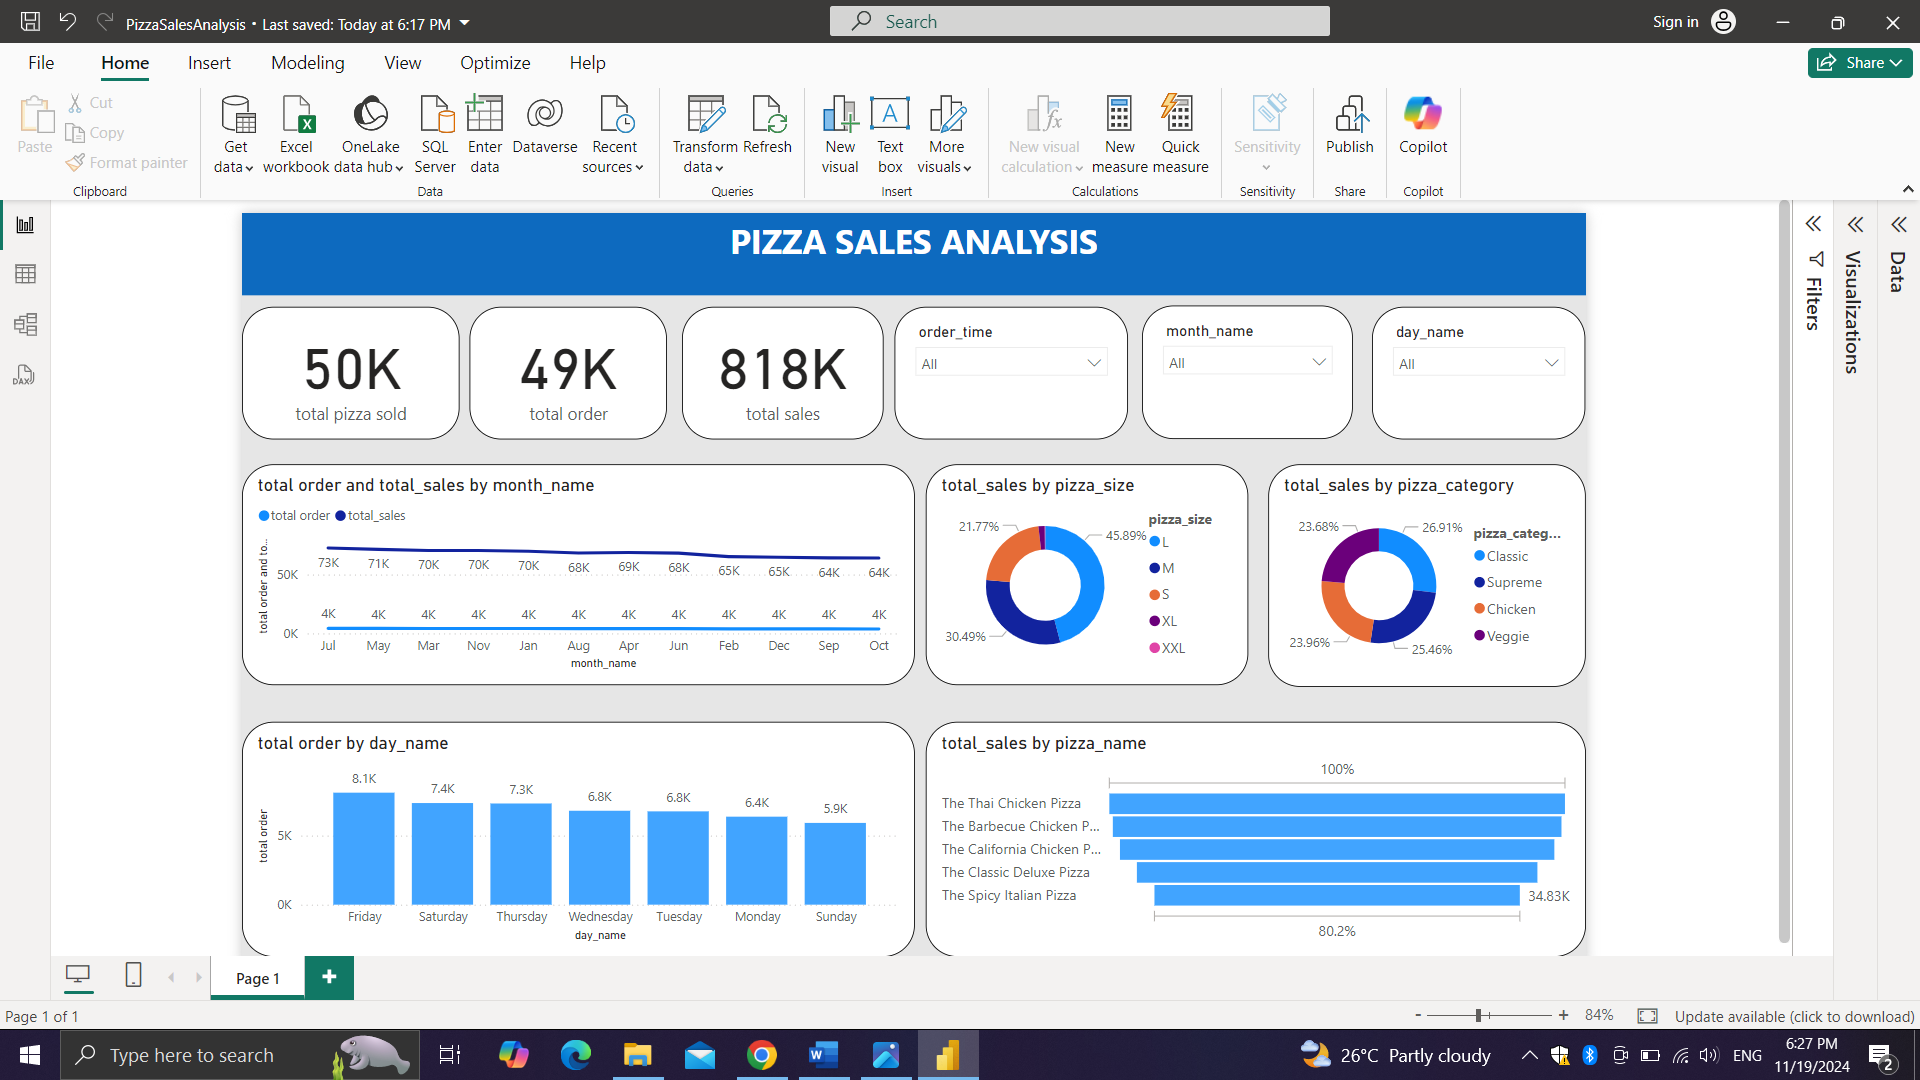 PizzaSalesAnalysis • Last saved: Today at 6:17 PM
Search
Sign in
File Home Insert Modeling View Optimize Help
Share
Paste
Cut
Copy
Format painter
Clipboard
Get data
Excel workbook
OneLake data hub
SQL Server
Enter data
Dataverse
Recent sources
Data
Transform data
Refresh
Queries
New visual
Text box
More visuals
Insert
New visual calculation
New measure
Quick measure
Calculations
Sensitivity
Sensitivity
Publish
Share
Copilot
Copilot
DAX
PIZZA SALES ANALYSIS
50K
total pizza sold
49K
total order
818K
total sales
order_time
All
month_name
All
day_name
All
Filters
Visualizations
Data
total order and total_sales by month_name
total order total_sales
total order and to...
50K
0K
73K 71K 70K 70K 70K 68K 69K 68K 65K 65K 64K 64K
4K 4K 4K 4K 4K 4K 4K 4K 4K 4K 4K 4K
Jul May Mar Nov Jan Aug Apr Jun Feb Dec Sep Oct
month_name
total_sales by pizza_size
21.77%
45.89%
30.49%
pizza_size
L
M
S
XL
XXL
total_sales by pizza_category
23.68%
26.91%
23.96%
25.46%
pizza_categ...
Classic
Supreme
Chicken
Veggie
total order by day_name
total order
5K
0K
8.1K 7.4K 7.3K 6.8K 6.8K 6.4K 5.9K
Friday Saturday Thursday Wednesday Tuesday Monday Sunday
day_name
total_sales by pizza_name
100%
The Thai Chicken Pizza
The Barbecue Chicken P...
The California Chicken P...
The Classic Deluxe Pizza
The Spicy Italian Pizza
34.83K
80.2%
Page 1
+
Page 1 of 1
- + 84%
Update available (click to download)
Type here to search
26°C Partly cloudy
ENG
6:27 PM
11/19/2024
2